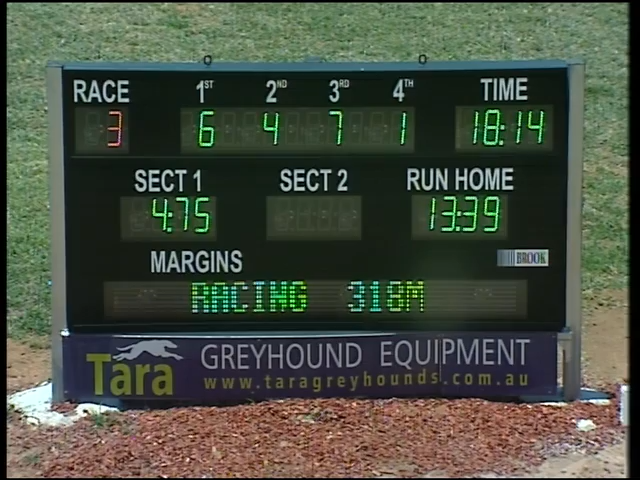 RACE 1ST 2ND 3RD 4TH TIME
3 6 4 7 1 18:14
SECT 1 SECT 2 RUN HOME
4:75 13:39
MARGINS BROOK
RACING 318M
Tara GREYHOUND EQUIPMENT
www.taragreyhounds.com.au